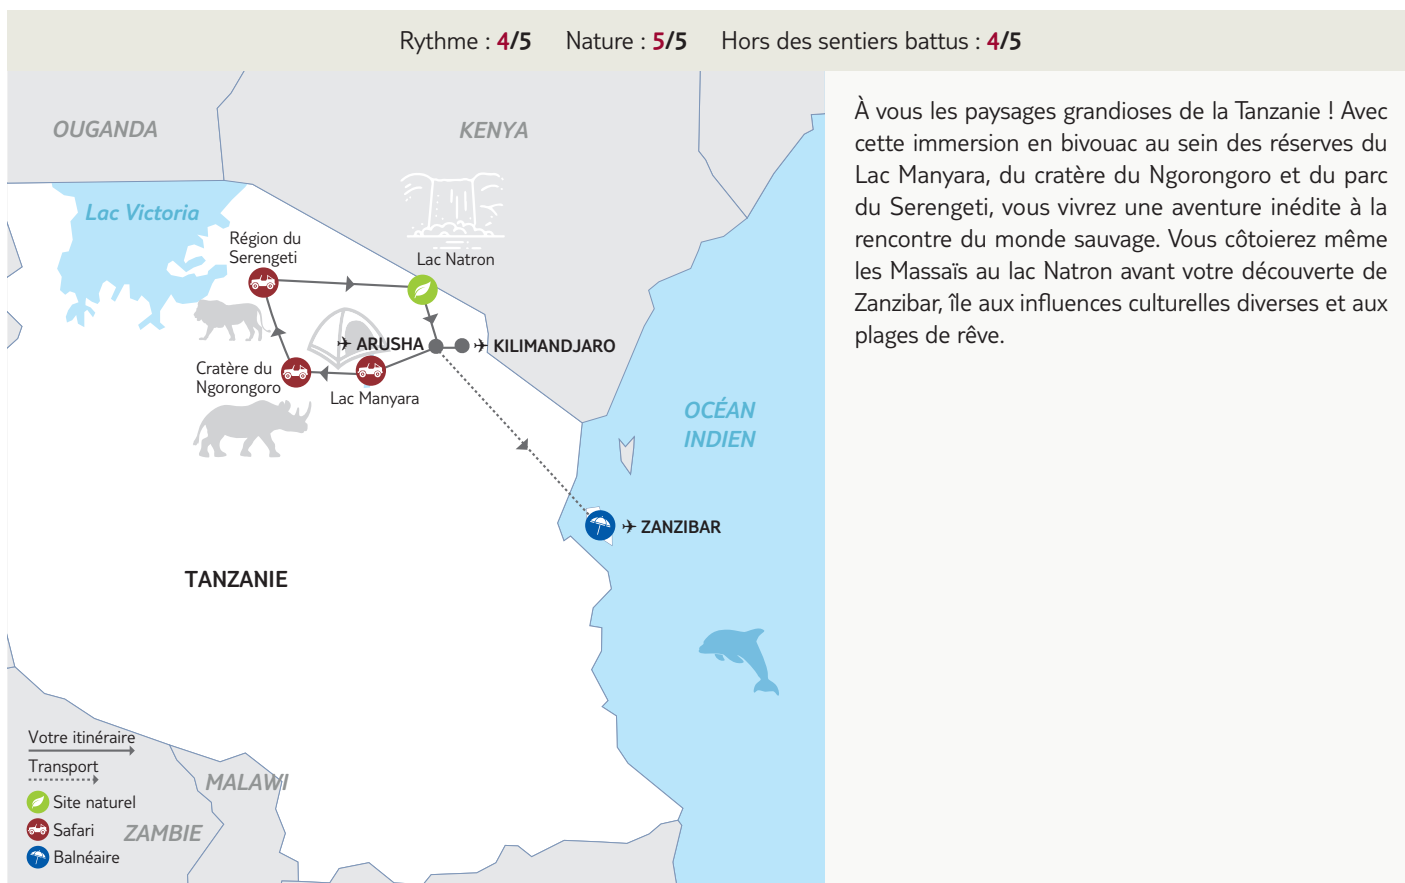 Rythme : 4/5 Nature : 5/5 Hors des sentiers battus : 4/5
OUGANDA
KENYA
Lac Victoria
Région du
Serengeti
Lac Natron
ARUSHA
KILIMANDJARO
Cratère du
Ngorongoro
Lac Manyara
OCÉAN
INDIEN
ZANZIBAR
TANZANIE
Votre itinéraire
Transport
Site naturel
Safari
Balnéaire
MALAWI
ZAMBIE
À vous les paysages grandioses de la Tanzanie ! Avec
cette immersion en bivouac au sein des réserves du
Lac Manyara, du cratère du Ngorongoro et du parc
du Serengeti, vous vivrez une aventure inédite à la
rencontre du monde sauvage. Vous côtoierez même
les Massaïs au lac Natron avant votre découverte de
Zanzibar, île aux influences culturelles diverses et aux
plages de rêve.